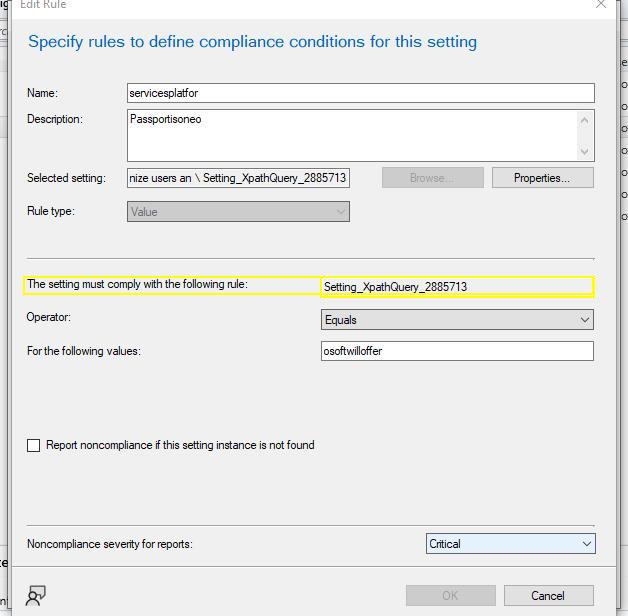 Edit Rule
Specify rules to define compliance conditions for this setting
Name: servicesplatfor
Description: Passportisoneo
Selected setting: nize users an \ Setting_XpathQuery_2885713 Browse... Properties...
Rule type: Value
The setting must comply with the following rule: Setting_XpathQuery_2885713
Operator: Equals
For the following values: osoftwilloffer
Report noncompliance if this setting instance is not found
Noncompliance severity for reports: Critical
OK Cancel